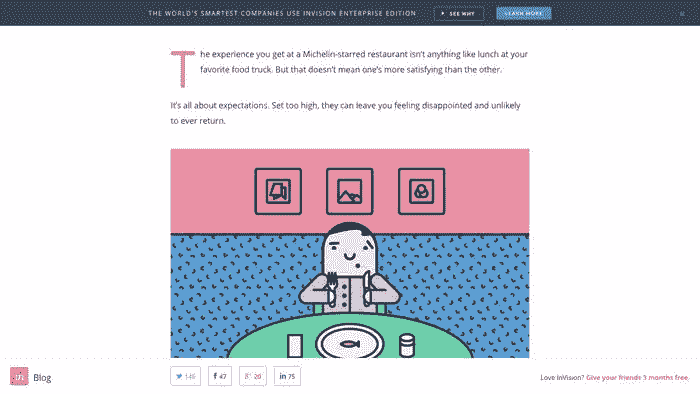 THE WORLD'S SMARTEST COMPANIES USE INVISION ENTERPRISE EDITION SEE WHY LEARN MORE
The experience you get at a Michelin-starred restaurant isn't anything like lunch at your
favorite food truck. But that doesn't mean one's more satisfying than the other.
It's all about expectations. Set too high, they can leave you feeling disappointed and unlikely
to ever return.
in Blog 146 f 47 g+ 20 in 75 Love InVision? Give your friends 3 months free.